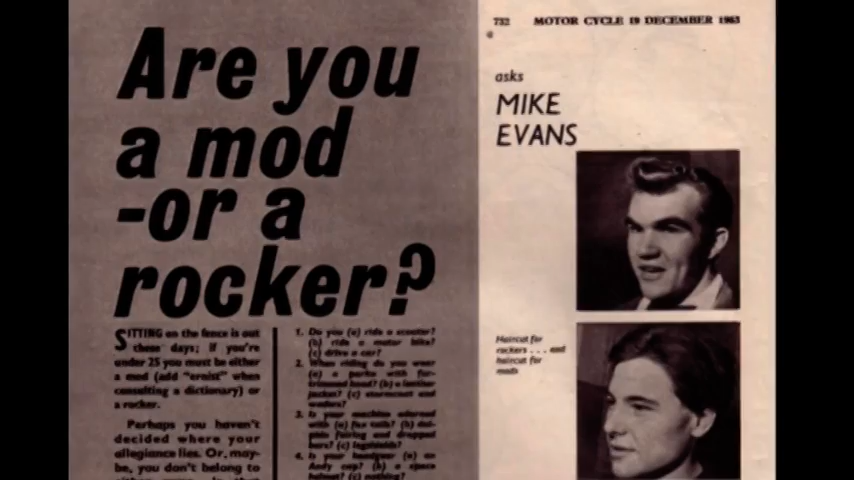 Are you
a mod
-or a
rocker?
732 MOTOR CYCLE 19 DECEMBER 1963
asks
MIKE
EVANS
Haircut for
rockers . . . and
haircut for
mods
SITTING on the fence is out
these days; if you're
under 25 you must be either
a mod (add "ernist" when
consulting a dictionary) or
a rocker.
Perhaps you haven't
decided where your
allegiance lies. Or, may-
be, you don't belong to
1. Do you (a) ride a scooter?
(b) ride a motor bike?
(c) drive a car?
2. When riding do you wear
(a) a parka with fur-
trimmed hood? (b) a leather
jacket? (c) stormcoat and
waders?
3. Is your machine adorned
with (a) fox tails? (b) dol-
phin fairing and dropped
bars? (c) legshields?
4. Is your headgear (a) an
Andy cap? (b) a space
helmet? (c) nothing?